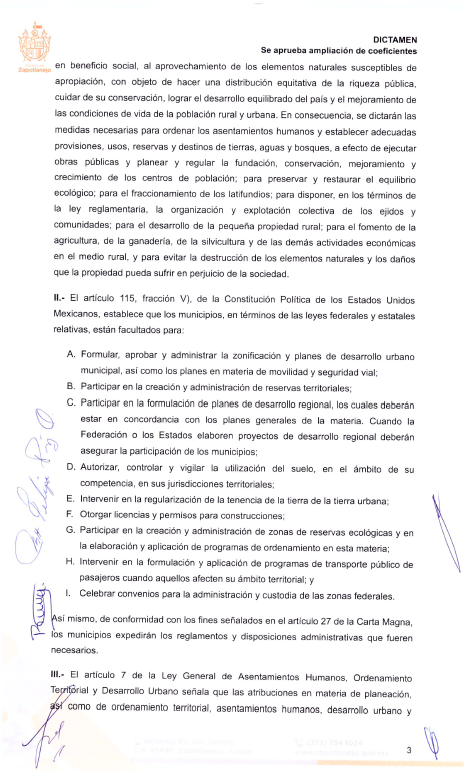 DICTAMEN
Se aprueba ampliación de coeficientes
Zapotlanejo
en beneficio social, al aprovechamiento de los elementos naturales susceptibles de
apropiación, con objeto de hacer una distribución equitativa de la riqueza pública,
cuidar de su conservación, lograr el desarrollo equilibrado del país y el mejoramiento
de las condiciones de vida de la población rural y urbana. En consecuencia, se dictarán las
medidas necesarias para ordenar los asentamientos humanos y establecer adecuadas
provisiones, usos, reservas y destinos de tierras, aguas y bosques, a efecto de ejecutar
obras públicas y planear y regular la fundación, conservación, mejoramiento y
crecimiento de los centros de población; para preservar y restaurar el equilibrio
ecológico; para el fraccionamiento de los latifundios; para disponer, en los términos de
la ley reglamentaria, la organización y explotación colectiva de los ejidos y
comunidades; para el desarrollo de la pequeña propiedad rural; para el fomento de la
agricultura, de la ganadería, de la silvicultura y de las demás actividades económicas
en el medio rural, y para evitar la destrucción de los elementos naturales y los daños
que la propiedad pueda sufrir en perjuicio de la sociedad.
II.- El artículo 115, fracción V), de la Constitución Política de los Estados Unidos
Mexicanos, establece que los municipios, en términos de las leyes federales y estatales
relativas, están facultados para:
A. Formular, aprobar y administrar la zonificación y planes de desarrollo urbano
municipal, así como los planes en materia de movilidad y seguridad vial;
B. Participar en la creación y administración de reservas territoriales;
C. Participar en la formulación de planes de desarrollo regional, los cuales deberán
estar en concordancia con los planes generales de la materia. Cuando la
Federación o los Estados elaboren proyectos de desarrollo regional deberán
asegurar la participación de los municipios;
D. Autorizar, controlar y vigilar la utilización del suelo, en el ámbito de su
competencia, en sus jurisdicciones territoriales;
E. Intervenir en la regularización de la tenencia de la tierra de la tierra urbana;
F. Otorgar licencias y permisos para construcciones;
G. Participar en la creación y administración de zonas de reservas ecológicas y en
la elaboración y aplicación de programas de ordenamiento en esta materia;
H. Intervenir en la formulación y aplicación de programas de transporte público de
pasajeros cuando aquellos afecten su ámbito territorial; y
I. Celebrar convenios para la administración y custodia de las zonas federales.
Así mismo, de conformidad con los fines señalados en el artículo 27 de la Carta Magna,
los municipios expedirán los reglamentos y disposiciones administrativas que fueren
necesarios.
III.- El artículo 7 de la Ley General de Asentamientos Humanos, Ordenamiento
Territorial y Desarrollo Urbano señala que las atribuciones en materia de planeación,
así como de ordenamiento territorial, asentamientos humanos, desarrollo urbano y
3